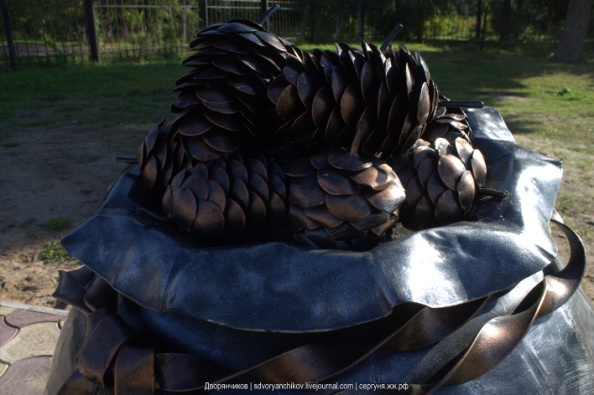 Дворянчиков | sdvoryanchikov.livejournal.com | сергуня.жж.рф